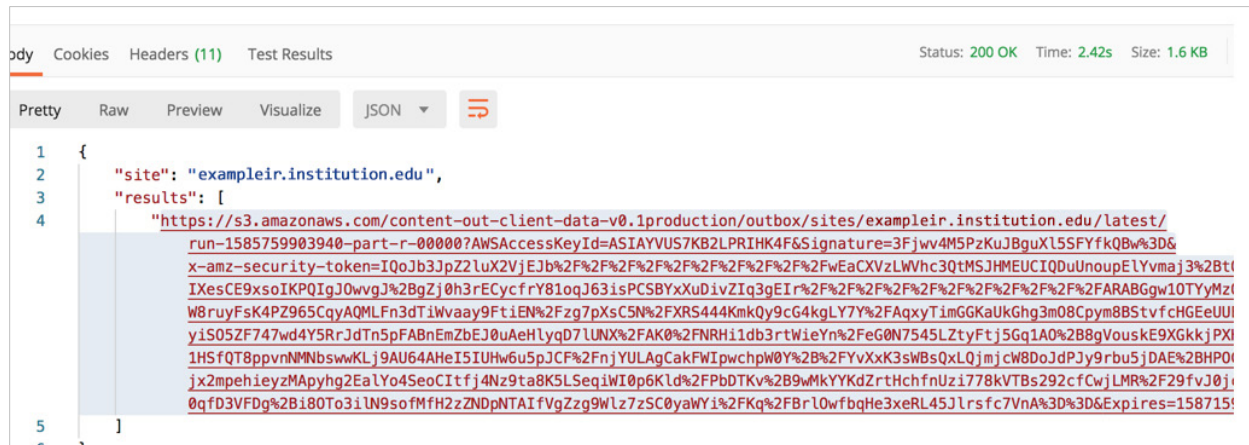 ody Cookies Headers (11) Test Results Status: 200 OK Time: 2.42s Size: 1.6 KB
Pretty Raw Preview Visualize JSON
1 {
2 "site": "exampleir.institution.edu",
3 "results": [
4 "https://s3.amazonaws.com/content-out-client-data-v0.1production/outbox/sites/exampleir.institution.edu/latest/
run-1585759903940-part-r-00000?AWSAccessKeyId=ASIAYVUS7KB2LPRIHK4F&Signature=3Fjwv4M5PzKuJBguXl5SFYfkQBw%3D&
x-amz-security-token=IQoJb3JpZ2luX2VjEJb%2F%2F%2F%2F%2F%2F%2F%2F%2F%2FwEaCXVzLWVhc3QtMSJHMEUCIQDuUnoupElYvmaj3%2Bt
IXesCE9xsoIKPQIgJOwvgJ%2BgZj0h3rECycfrY81oqJ63isPCSBYxXuDivZIq3gEIr%2F%2F%2F%2F%2F%2F%2F%2F%2F%2FARABGgw1OTYyMz
W8ruyFsK4PZ965CqyAQMLFn3dTiWvaay9FtiEN%2Fzg7pXsC5N%2FXRS444KmkQy9cG4kgLY7Y%2FAqxyTimGGKaUkGhg3mO8Cpym8BStvfcHGEeUU
yiSO5ZF747wd4Y5RrJdTn5pFABnEmZbEJ0uAeHlyqD7lUNX%2FAK0%2FNRHi1db3rtWieYn%2FeG0N7545LZtyFtj5Gq1AO%2B8gVouskE9XGkkjPX
1HSfQT8ppvnNMNbswwKLj9AU64AHeI5IUHw6u5pJCF%2FnjYULAgCakFWIpwchpW0Y%2B%2FYvXxK3sWBsQxLQjmjcW8DoJdPJy9rbu5jDAE%2BHPO
jx2mpehieyzMApyhg2EalYo4SeoCItfj4Nz9ta8K5LSeqiWI0p6Kld%2FPbDTKv%2B9wMkYYKdZrtHchfnUzi778kVTBs292cfCwjLMR%2F29fvJ0j
0qfD3VFDg%2Bi8OTo3ilN9sofMfH2zZNDpNTAIfVgZzg9Wlz7zSC0yaWYi%2FKq%2FBrlOwfbqHe3xeRL45Jlrsfc7VnA%3D%3D&Expires=158715
5 ]